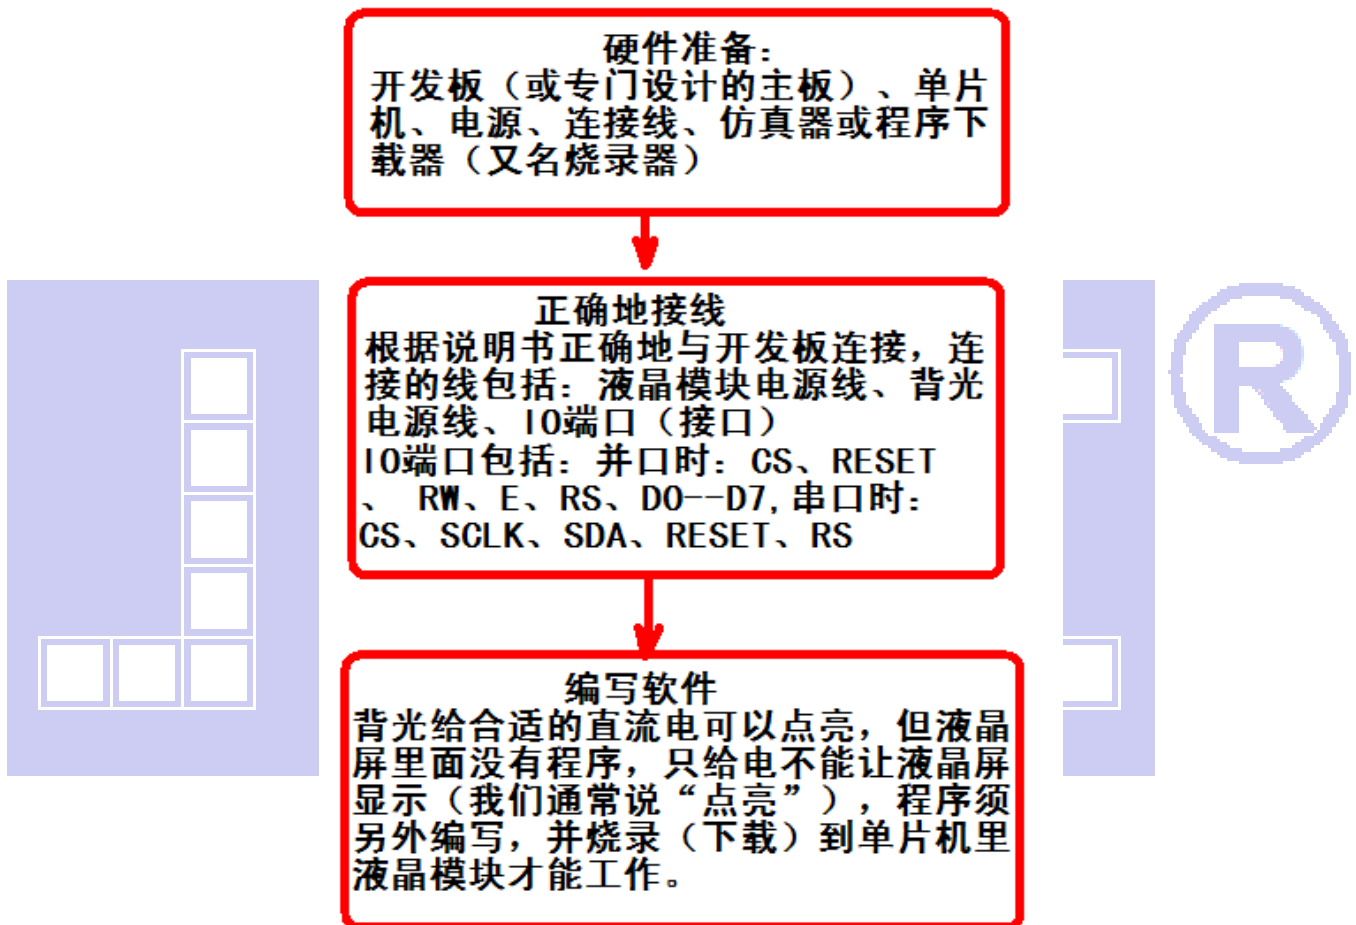 硬件准备：
开发板（或专门设计的主板）、单片
机、电源、连接线、仿真器或程序下
载器（又名烧录器）
正确地接线
根据说明书正确地与开发板连接，连
接的线包括：液晶模块电源线、背光
电源线、IO端口（接口）
IO端口包括：并口时：CS、RESET
、 RW、E、RS、D0--D7,串口时：
CS、SCLK、SDA、RESET、RS
编写软件
背光给合适的直流电可以点亮，但液晶
屏里面没有程序，只给电不能让液晶屏
显示（我们通常说“点亮”），程序须
另外编写，并烧录（下载）到单片机里
液晶模块才能工作。
®